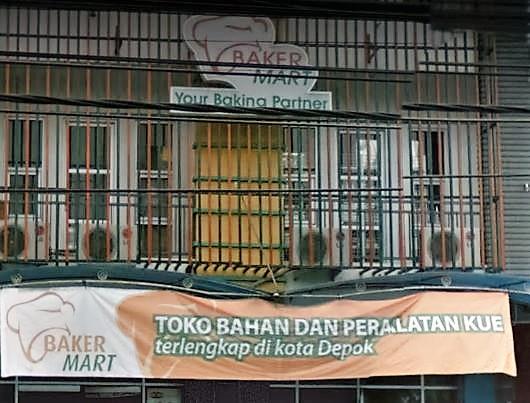 BAKER
MART
Your Baking Partner
BAKER
MART
TOKO BAHAN DAN PERALATAN KUE
terlengkap di kota Depok